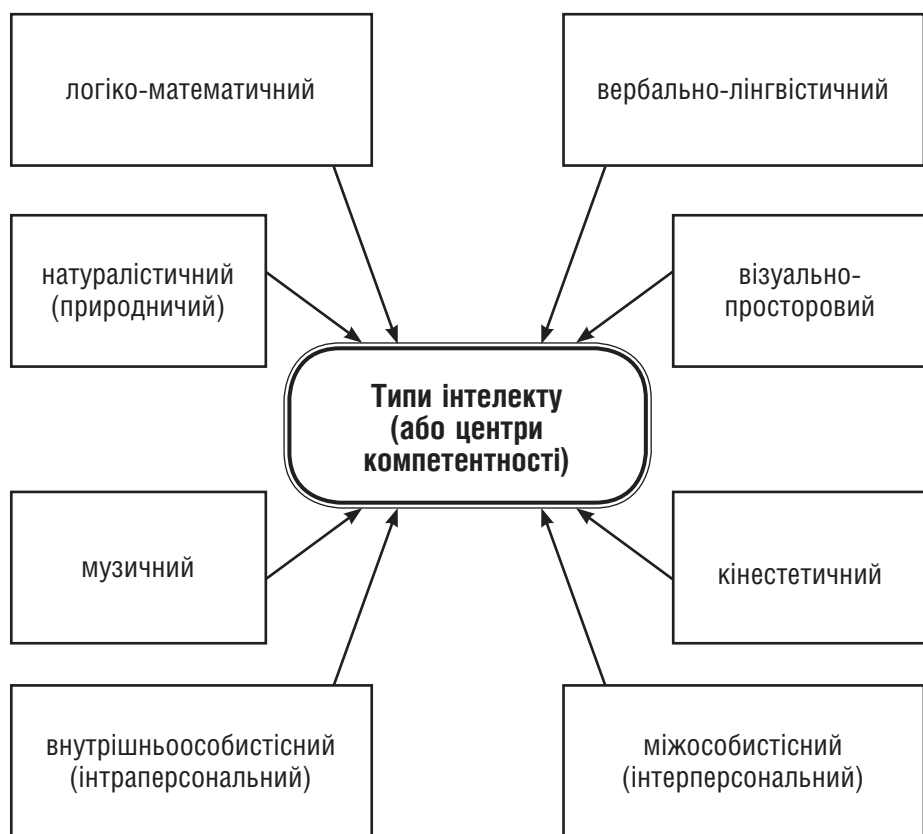 логіко-математичний
вербально-лінгвістичний
натуралістичний
(природничий)
візуально-
просторовий
Типи інтелекту
(або центри
компетентності)
музичний
кінестетичний
внутрішньоособистісний
(інтраперсональний)
міжособистісний
(інтерперсональний)